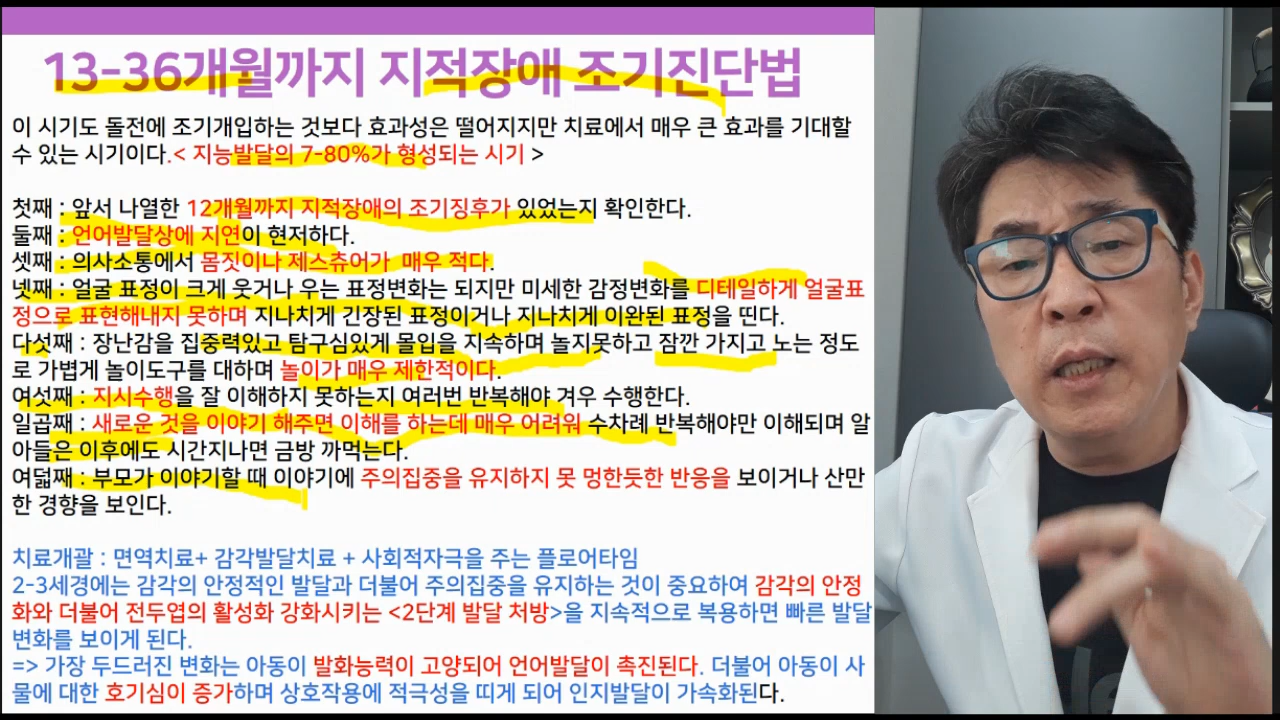 13-36개월까지 지적장애 조기진단법
이 시기도 돌전에 조기개입하는 것보다 효과성은 떨어지지만 치료에서 매우 큰 효과를 기대할
수 있는 시기이다.< 지능발달의 7-80%가 형성되는 시기 >
첫째 : 앞서 나열한 12개월까지 지적장애의 조기징후가 있었는지 확인한다.
둘째 : 언어발달상에 지연이 현저하다.
셋째 : 의사소통에서 몸짓이나 제스츄어가 매우 적다.
넷째 : 얼굴 표정이 크게 웃거나 우는 표정변화는 되지만 미세한 감정변화를 디테일하게 얼굴표
정으로 표현해내지 못하며 지나치게 긴장된 표정이거나 지나치게 이완된 표정을 띤다.
다섯째 : 장난감을 집중력있고 탐구심있게 몰입을 지속하며 놀지못하고 잠깐 가지고 노는 정도
로 가볍게 놀이도구를 대하며 놀이가 매우 제한적이다.
여섯째 : 지시수행을 잘 이해하지 못하는지 여러번 반복해야 겨우 수행한다.
일곱째 : 새로운 것을 이야기 해주면 이해를 하는데 매우 어려워 수차례 반복해야만 이해되며 알
아들은 이후에도 시간지나면 금방 까먹는다.
여덟째 : 부모가 이야기할 때 이야기에 주의집중을 유지하지 못 멍한듯한 반응을 보이거나 산만
한 경향을 보인다.
치료개괄 : 면역치료+ 감각발달치료 + 사회적자극을 주는 플로어타임
2-3세경에는 감각의 안정적인 발달과 더불어 주의집중을 유지하는 것이 중요하여 감각의 안정
화와 더불어 전두엽의 활성화 강화시키는 <2단계 발달 처방>을 지속적으로 복용하면 빠른 발달
변화를 보이게 된다.
=> 가장 두드러진 변화는 아동이 발화능력이 고양되어 언어발달이 촉진된다. 더불어 아동이 사
물에 대한 호기심이 증가하며 상호작용에 적극성을 띠게 되어 인지발달이 가속화된다.